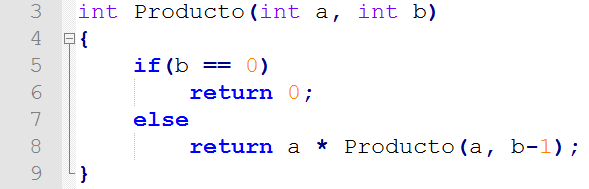 3 int Producto(int a, int b)
4 {
5 if(b == 0)
6 return 0;
7 else
8 return a * Producto(a, b-1);
9 }